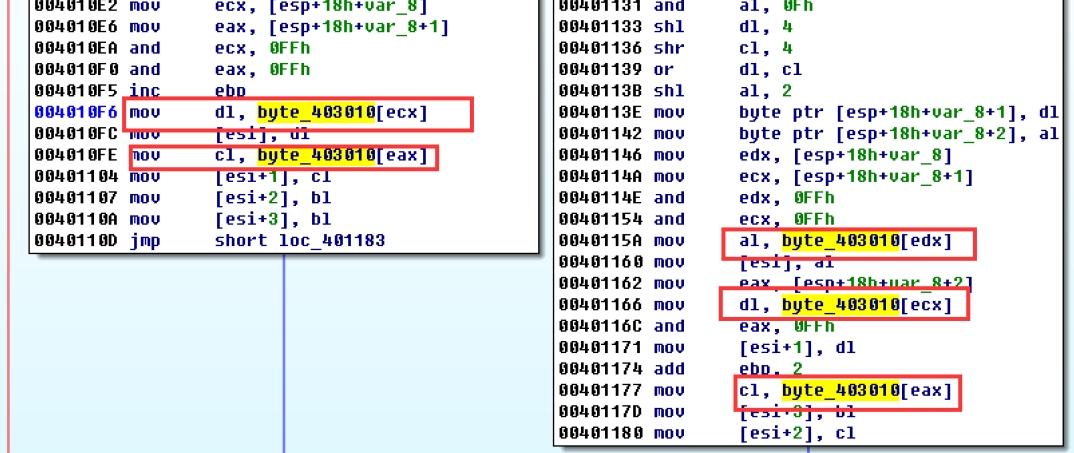 004010E2 mov ecx, [esp+18h+var_8]
004010E6 mov eax, [esp+18h+var_8+1]
004010EA and ecx, 0FFh
004010F0 and eax, 0FFh
004010F5 inc ebp
004010F6 mov dl, byte_403010[ecx]
004010FC mov [esi], dl
004010FE mov cl, byte_403010[eax]
00401104 mov [esi+1], cl
00401107 mov [esi+2], bl
0040110A mov [esi+3], bl
0040110D jmp short loc_401183
00401131 and al, 0Fh
00401133 shl dl, 4
00401136 shr cl, 4
00401139 or dl, cl
0040113B shl al, 2
0040113E mov byte ptr [esp+18h+var_8+1], dl
00401142 mov byte ptr [esp+18h+var_8+2], al
00401146 mov edx, [esp+18h+var_8]
0040114A mov ecx, [esp+18h+var_8+1]
0040114E and edx, 0FFh
00401154 and ecx, 0FFh
0040115A mov al, byte_403010[edx]
00401160 mov [esi], al
00401162 mov eax, [esp+18h+var_8+2]
00401166 mov dl, byte_403010[ecx]
0040116C and eax, 0FFh
00401171 mov [esi+1], dl
00401174 add ebp, 2
00401177 mov cl, byte_403010[eax]
0040117D mov [esi+3], bl
00401180 mov [esi+2], cl